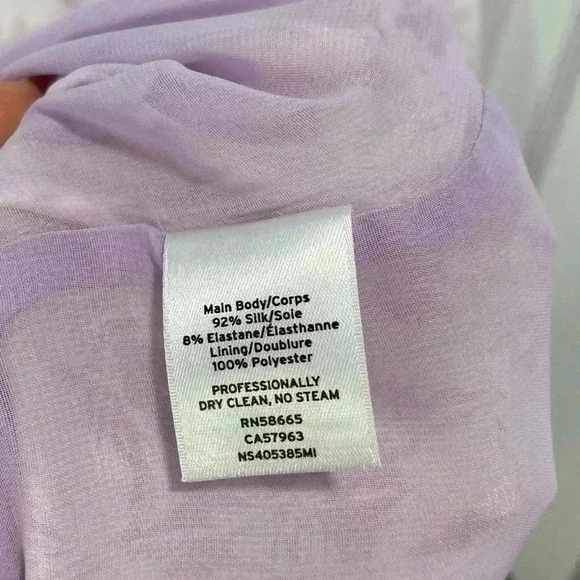 Main Body/Corps
92% Silk/Soie
8% Elastane/Élasthanne
Lining/Doublure
100% Polyester
PROFESSIONALLY
DRY CLEAN, NO STEAM
RN58665
CA57963
NS405385MI